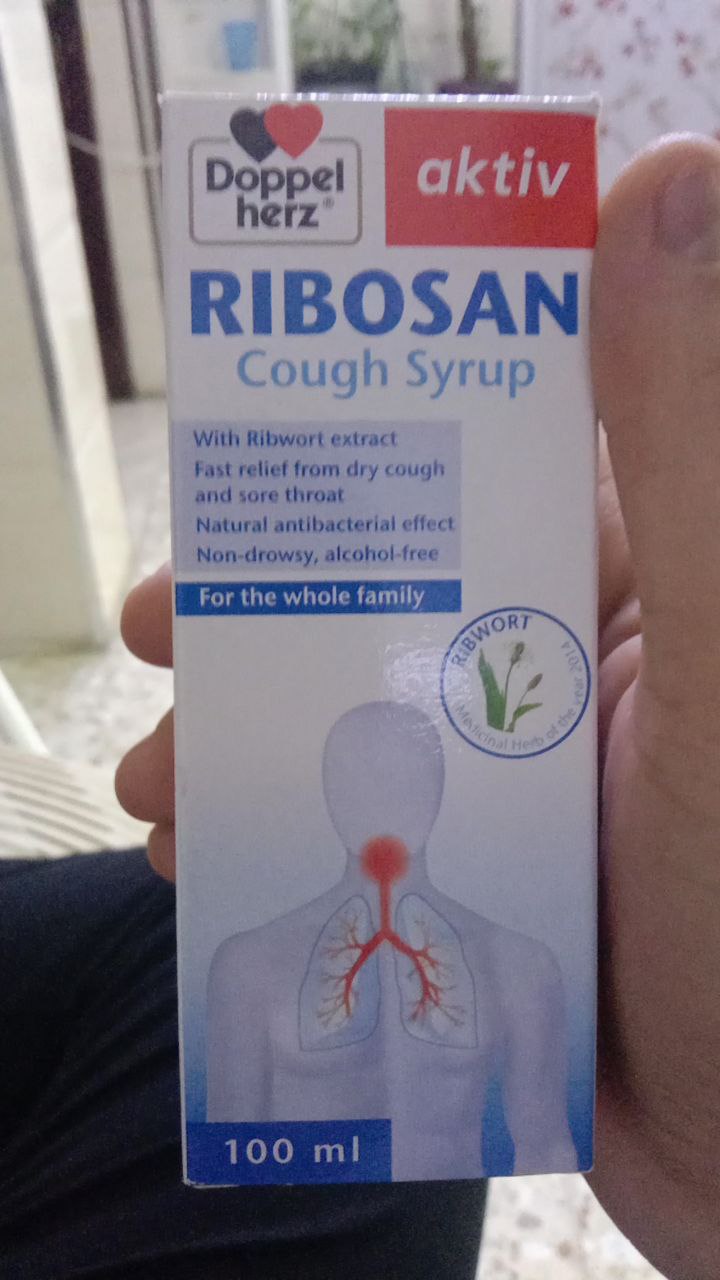 Doppel
herz®
aktiv
RIBOSAN
Cough Syrup
With Ribwort extract
Fast relief from dry cough
and sore throat
Natural antibacterial effect
Non-drowsy, alcohol-free
For the whole family
RIBWORT
Medicinal Herb of the year 2014
100 ml